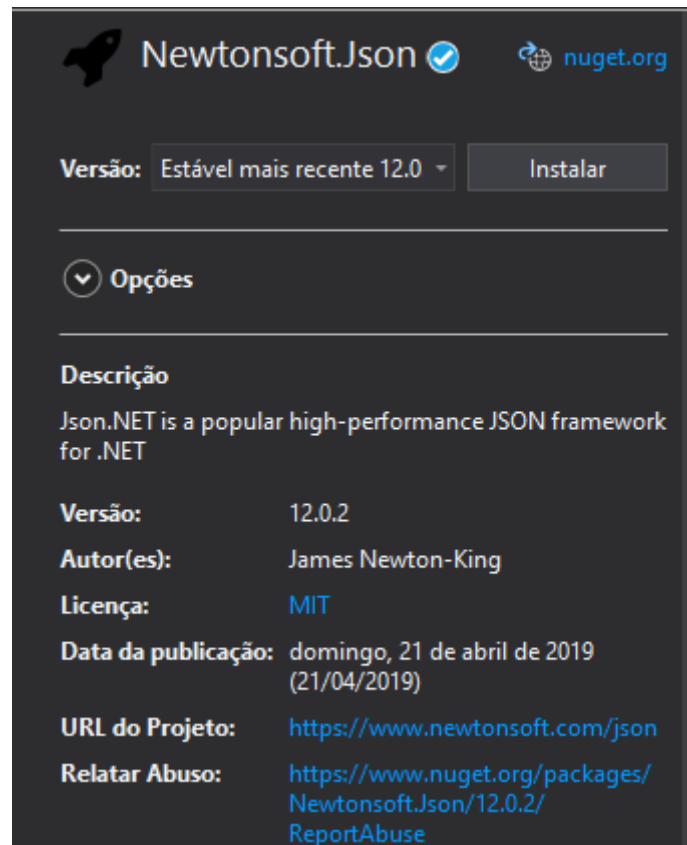 Newtonsoft.Json nuget.org
Versão: Estável mais recente 12.0 Instalar
Opções
Descrição
Json.NET is a popular high-performance JSON framework
for .NET
Versão: 12.0.2
Autor(es): James Newton-King
Licença: MIT
Data da publicação: domingo, 21 de abril de 2019
(21/04/2019)
URL do Projeto: https://www.newtonsoft.com/json
Relatar Abuso: https://www.nuget.org/packages/
Newtonsoft.Json/12.0.2/
ReportAbuse